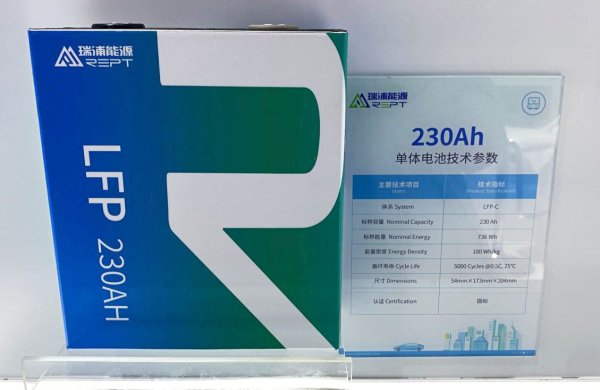 瑞浦能源
REPT
LFP 230AH
瑞浦能源
REPT
230Ah
单体电池技术参数
主要技术项目 技术指标
(Item) (Product Specification)
体系 System LFP-C
标称容量 Nominal Capacity 230 Ah
标称能量 Nominal Energy 736 Wh
能量密度 Energy Density 180 Wh/kg
循环寿命 Cycle Life 5000 Cycles @0.5C, 25℃
尺寸 Dimensions 54mm×173mm×204mm
认证 Certification 国标